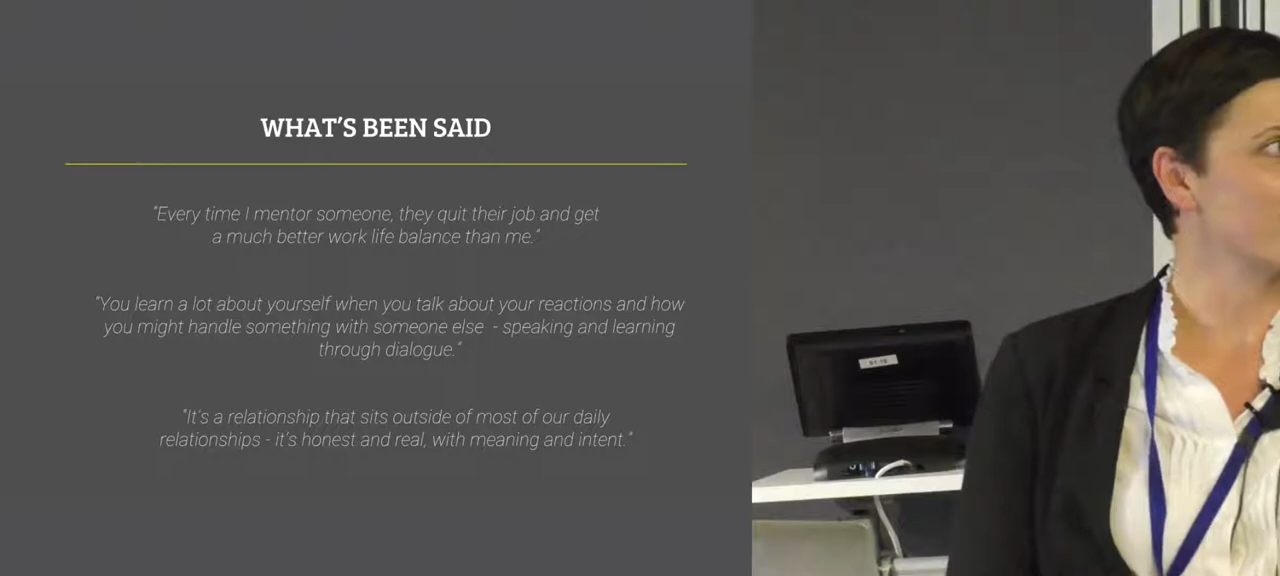 WHAT'S BEEN SAID
"Every time I mentor someone, they quit their job and get
a much better work life balance than me."
"You learn a lot about yourself when you talk about your reactions and how
you might handle something with someone else - speaking and learning
through dialogue."
"It's a relationship that sits outside of most of our daily
relationships - it's honest and real, with meaning and intent."